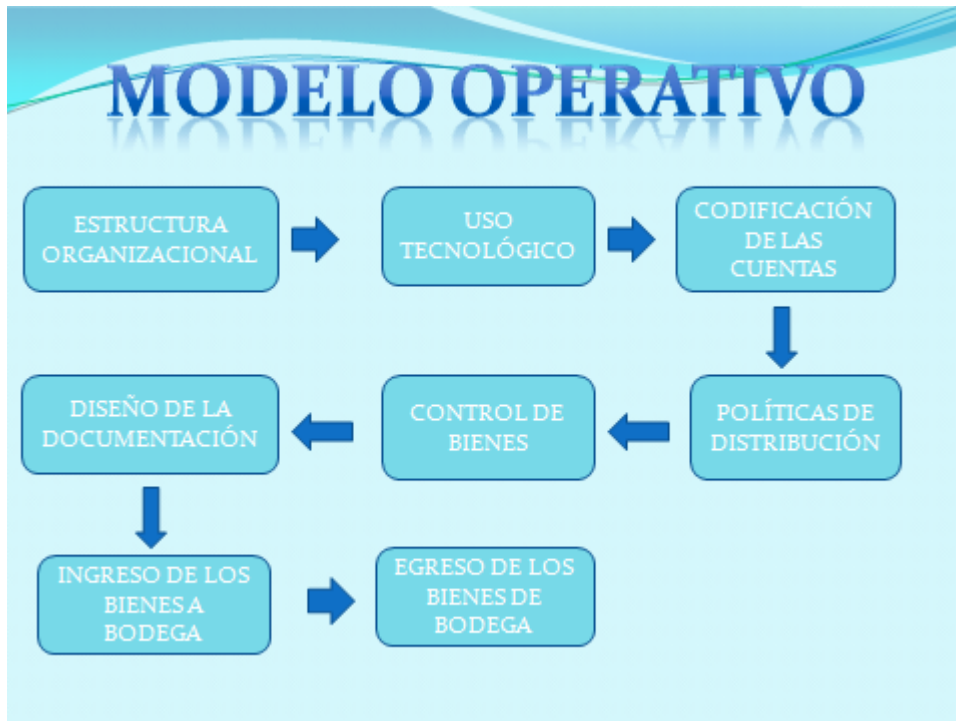 MODELO OPERATIVO
ESTRUCTURA
ORGANIZACIONAL
USO
TECNOLÓGICO
CODIFICACIÓN
DE LAS
CUENTAS
POLÍTICAS DE
DISTRIBUCIÓN
CONTROL DE
BIENES
DISEÑO DE LA
DOCUMENTACIÓN
INGRESO DE LOS
BIENES A
BODEGA
EGRESO DE LOS
BIENES DE
BODEGA